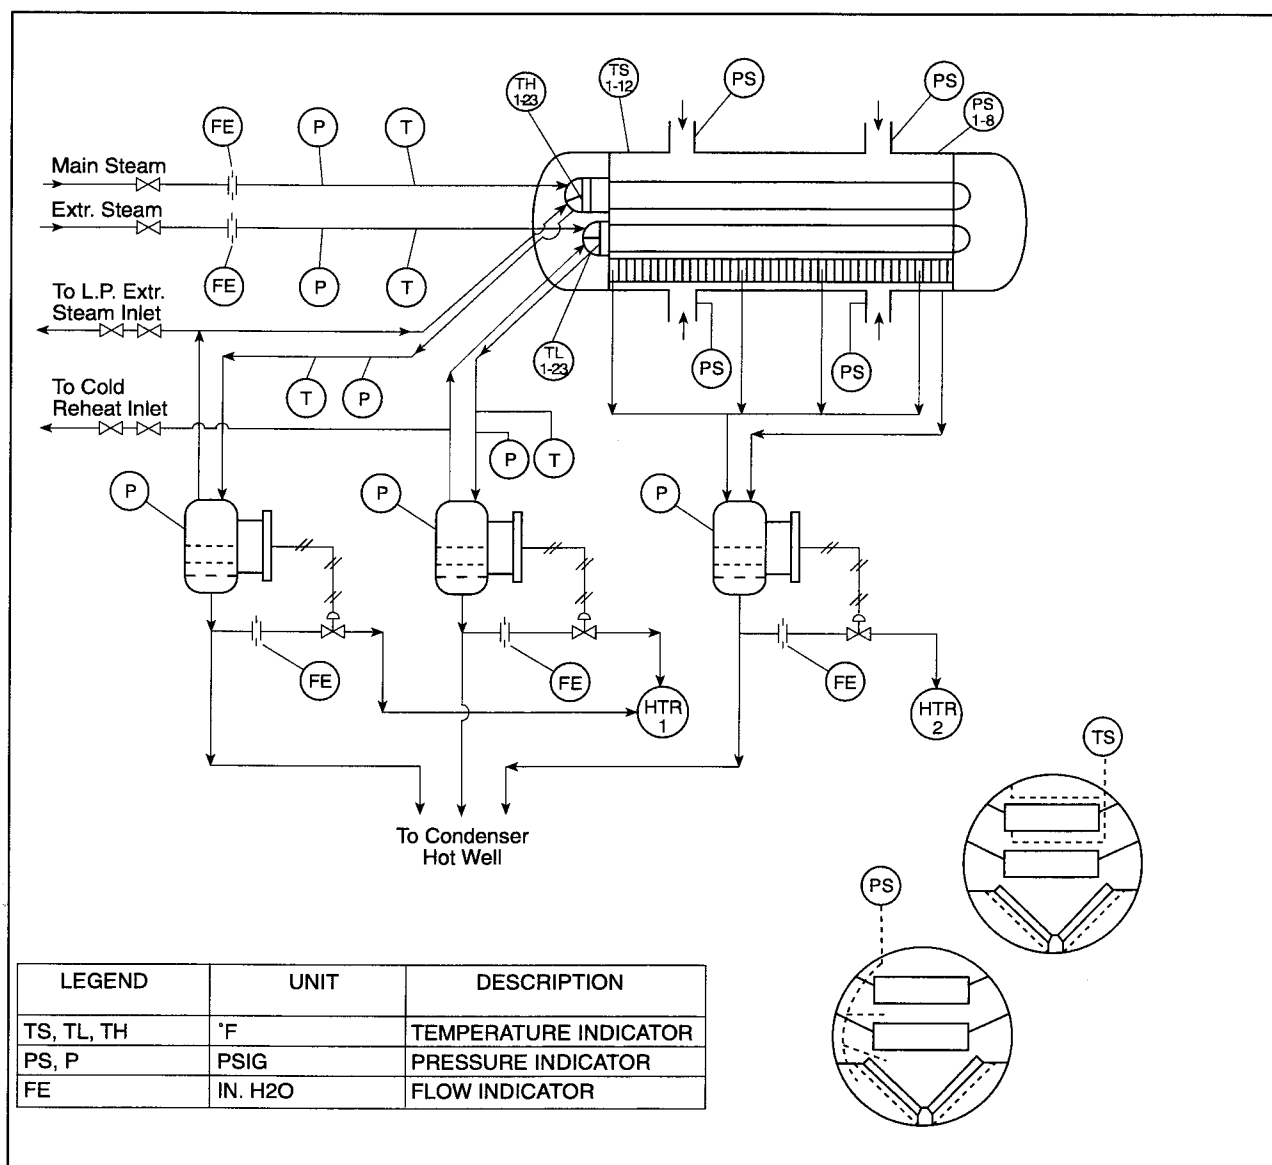 TH
1-23
TS
1-12
PS
PS
PS
1-8
FE
P
T
Main Steam
Extr. Steam
FE
P
T
To L.P. Extr.
Steam Inlet
TL
1-23
PS
PS
T
P
To Cold
Reheat Inlet
P
T
P
P
P
FE
FE
FE
HTR
1
HTR
2
TS
To Condenser
Hot Well
PS
LEGEND UNIT DESCRIPTION
TS, TL, TH °F TEMPERATURE INDICATOR
PS, P PSIG PRESSURE INDICATOR
FE IN. H2O FLOW INDICATOR